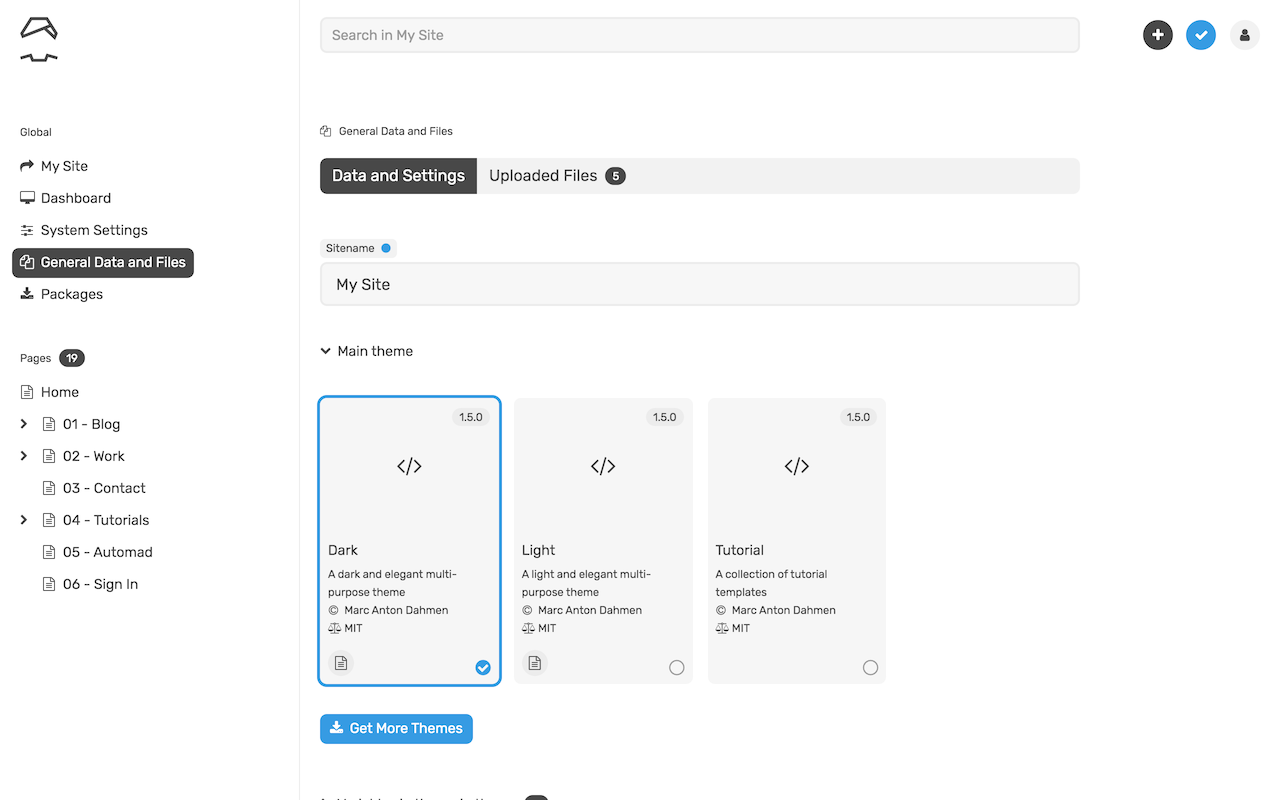 Search in My Site
Global
My Site
Dashboard
System Settings
General Data and Files
Packages
Pages 19
Home
01 - Blog
02 - Work
03 - Contact
04 - Tutorials
05 - Automad
06 - Sign In
General Data and Files
Data and Settings
Uploaded Files 5
Sitename
My Site
Main theme
1.5.0
</>
Dark
A dark and elegant multi-
purpose theme
© Marc Anton Dahmen
MIT
1.5.0
</>
Light
A light and elegant multi-
purpose theme
© Marc Anton Dahmen
MIT
1.5.0
</>
Tutorial
A collection of tutorial
templates
© Marc Anton Dahmen
MIT
Get More Themes